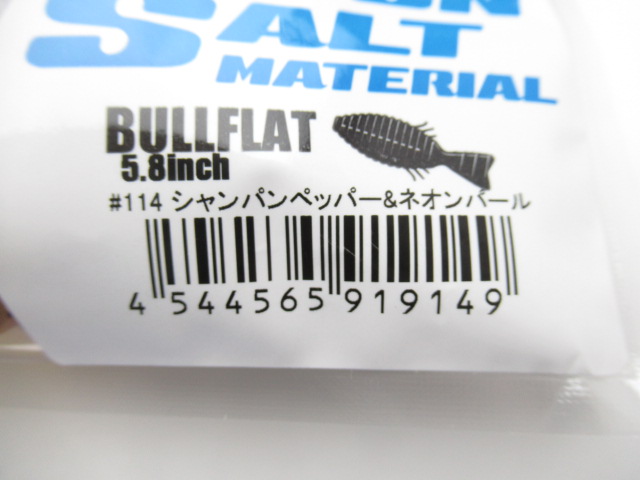 SALT
MATERIAL
BULLFLAT
5.8inch
#114 シャンパンペッパー&ネオンパール
4 544565 919149